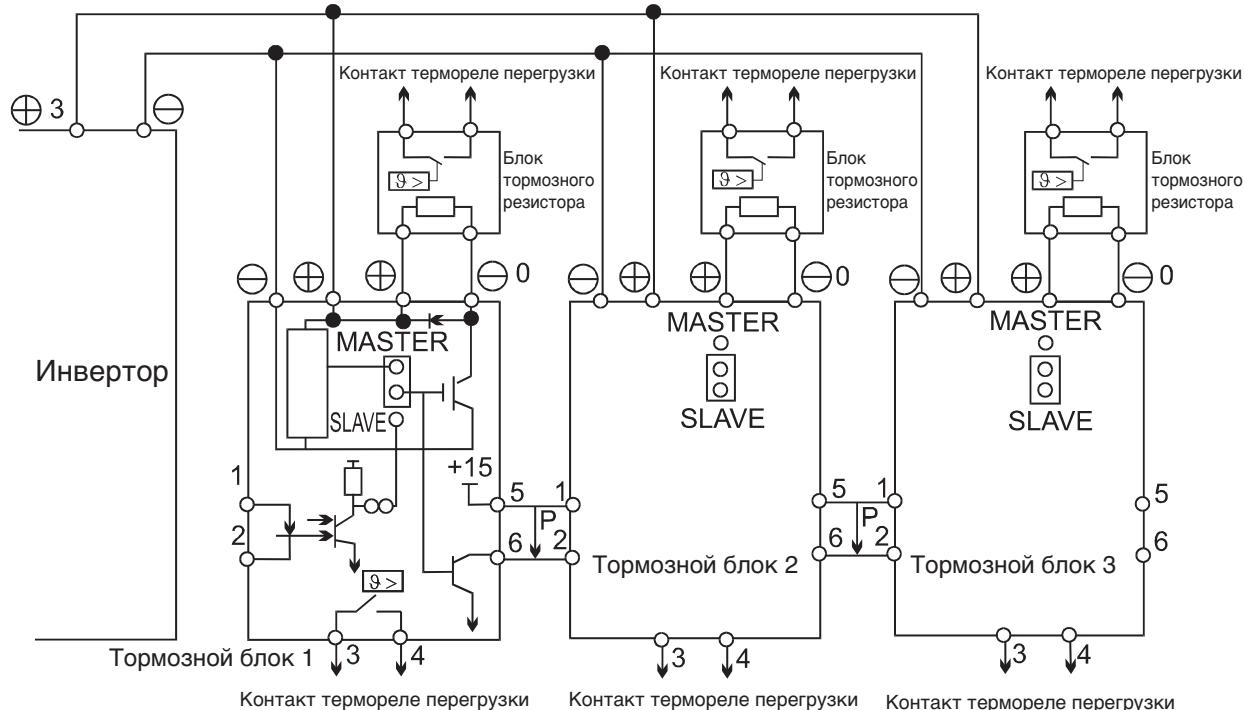 Контакт термореле перегрузки
Контакт термореле перегрузки
Контакт термореле перегрузки
⊕ 3
⊖
Блок
тормозного
резистора
Блок
тормозного
резистора
Блок
тормозного
резистора
ϑ >
ϑ >
ϑ >
⊖ ⊕ ⊕ ⊖ 0
⊖ ⊕ ⊕ ⊖ 0
⊖ ⊕ ⊕ ⊖ 0
Инвертор
MASTER
SLAVE
MASTER
SLAVE
MASTER
SLAVE
+15
1
2
5
6
P
1
2
5
6
P
1
2
5
6
ϑ >
Тормозной блок 2
Тормозной блок 3
Тормозной блок 1
3
4
3
4
3
4
Контакт термореле перегрузки
Контакт термореле перегрузки
Контакт термореле перегрузки